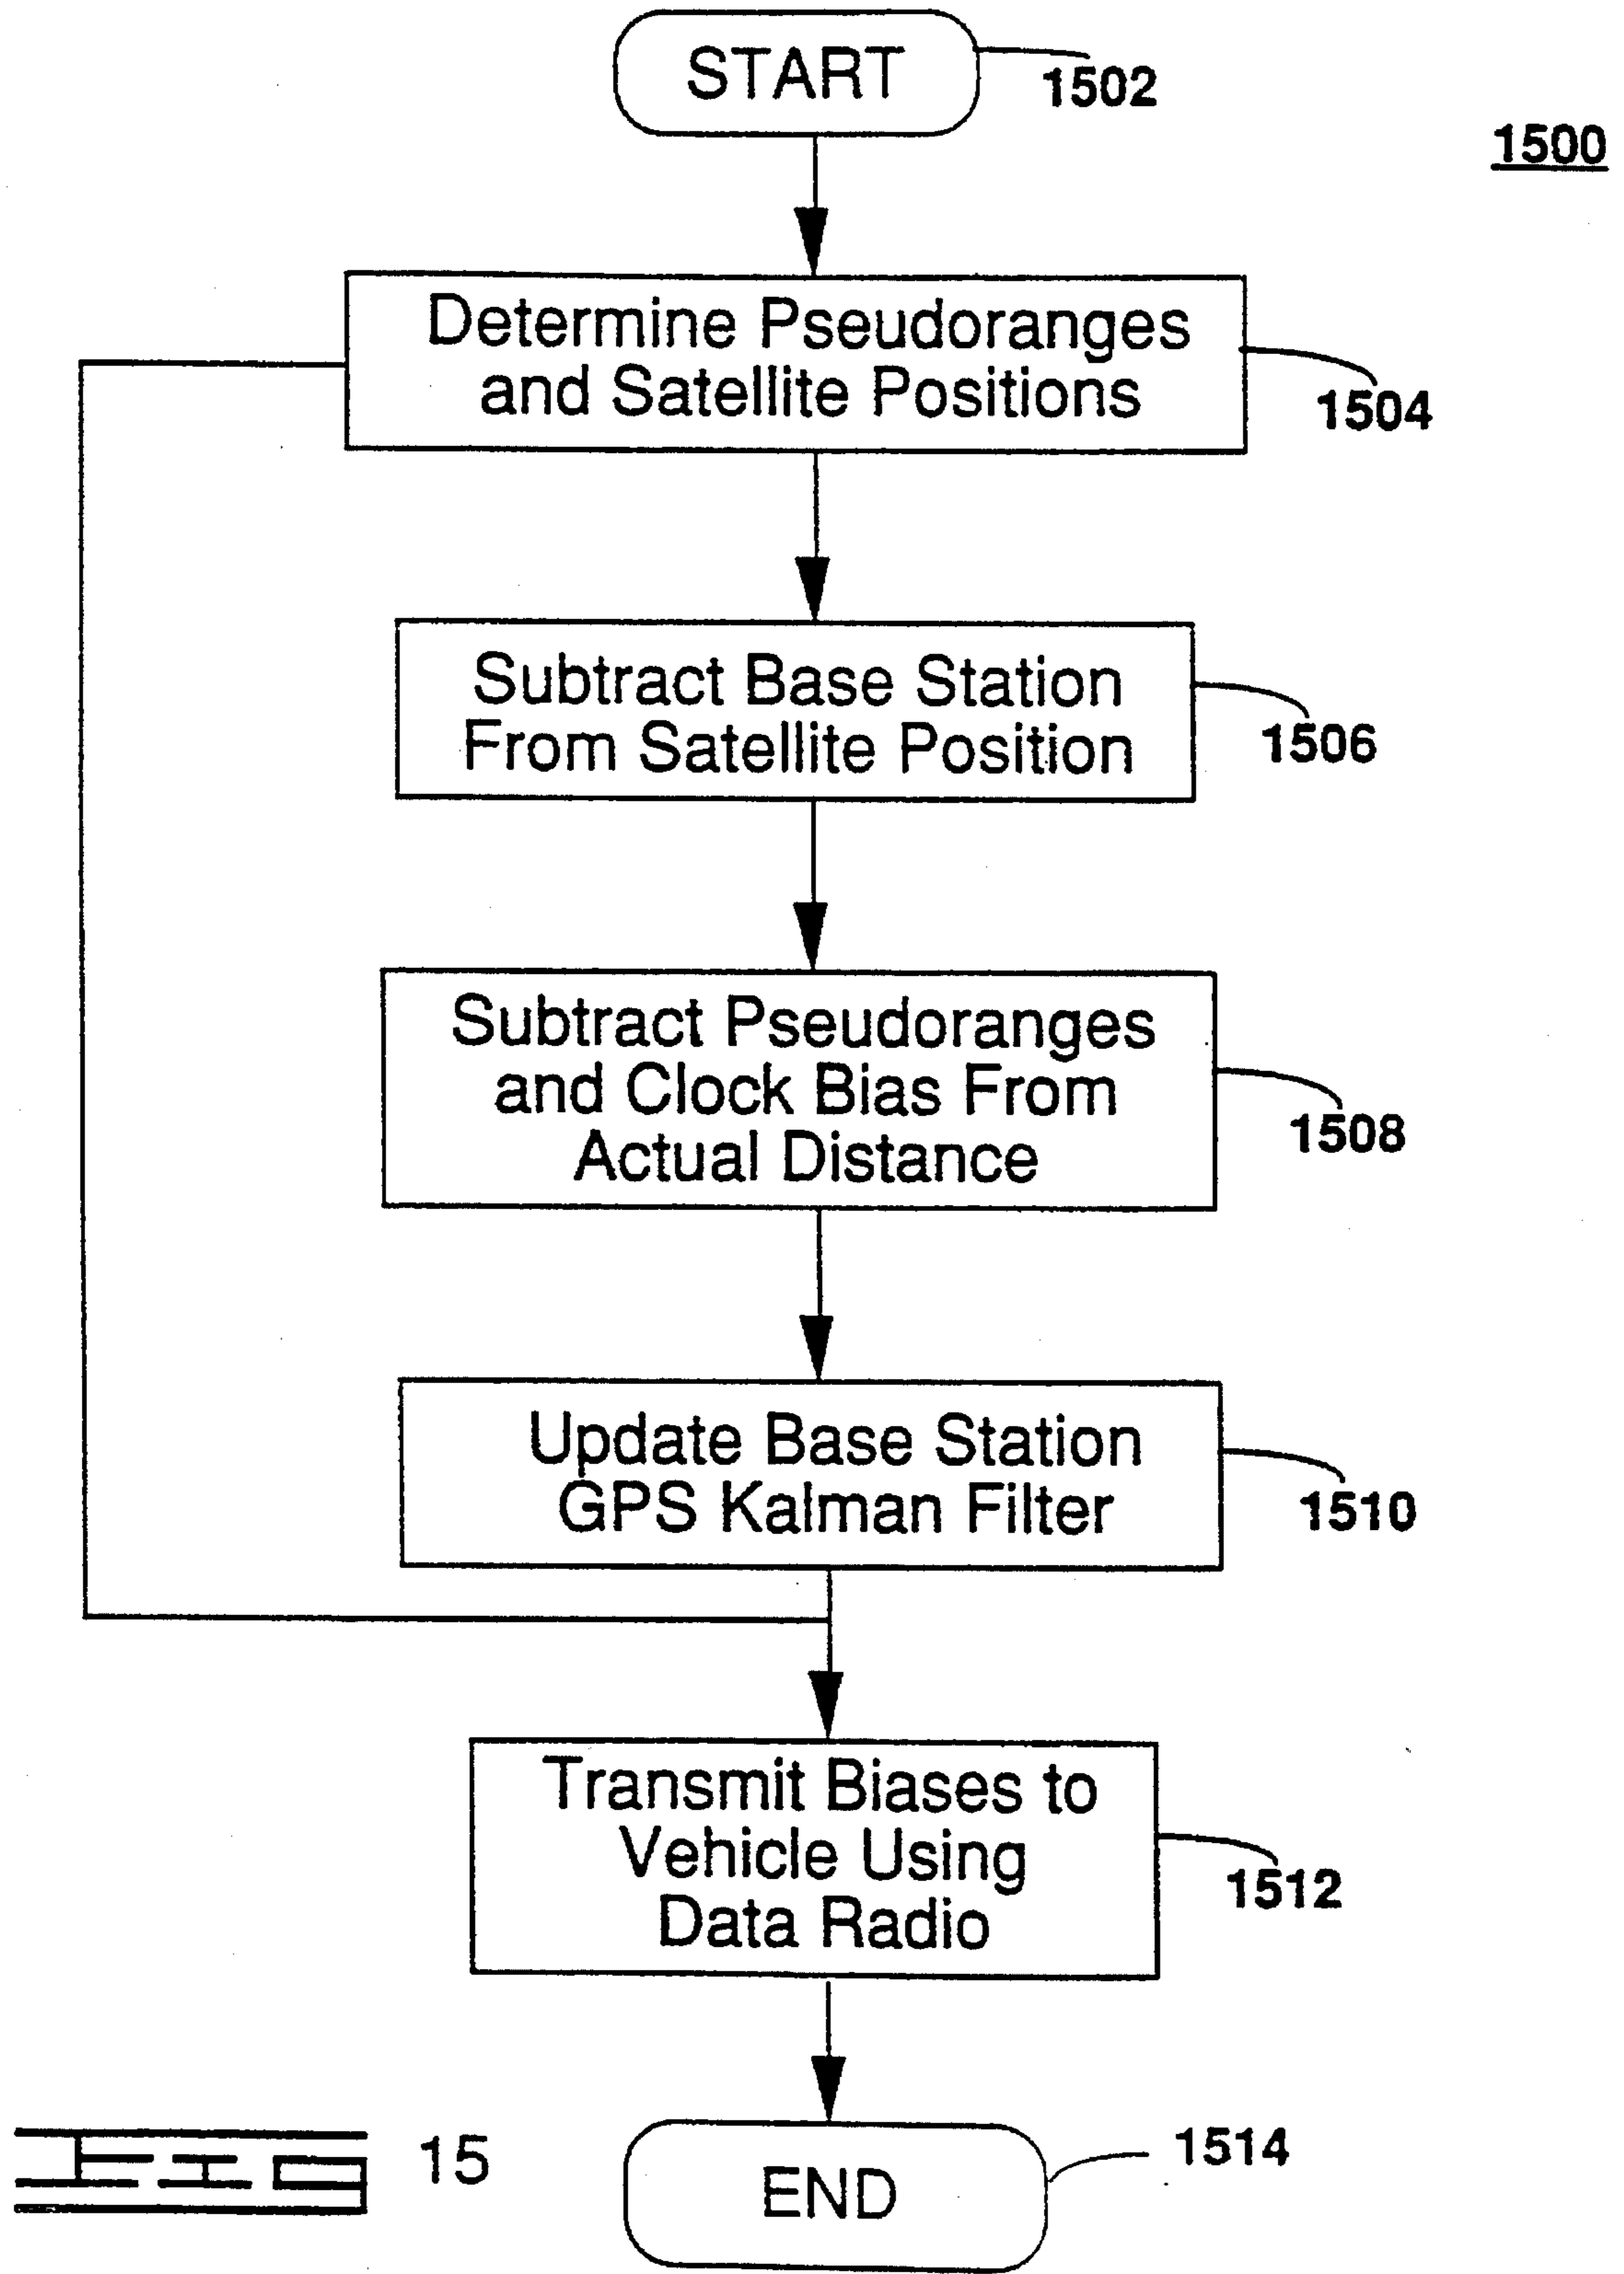 START
1502
1500
Determine Pseudoranges
and Satellite Positions
1504
Subtract Base Station
From Satellite Position
1506
Subtract Pseudoranges
and Clock Bias From
Actual Distance
1508
Update Base Station
GPS Kalman Filter
1510
Transmit Biases to
Vehicle Using
Data Radio
1512
END
1514
FIG 15